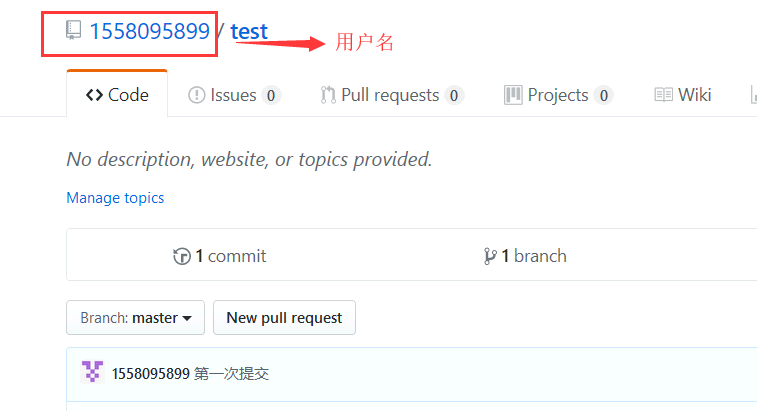 1558095899 / test
用户名
Code Issues 0 Pull requests 0 Projects 0 Wiki
No description, website, or topics provided.
Manage topics
1 commit 1 branch
Branch: master New pull request
1558095899 第一次提交